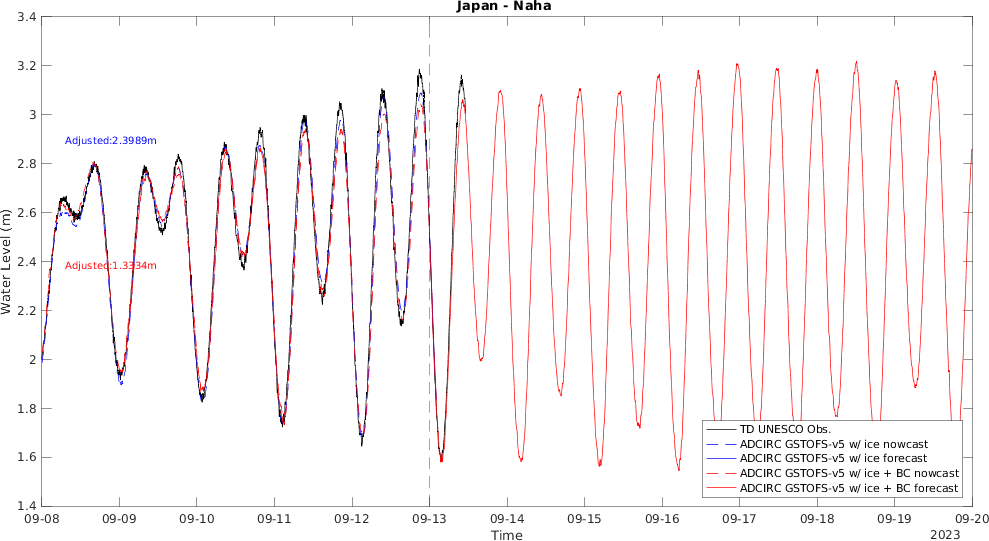 Japan - Naha
3.4
3.2
3
2.8
2.6
2.4
2.2
2
1.8
1.6
1.4
Water Level (m)
Adjusted:2.3989m
Adjusted:1.3334m
TD UNESCO Obs.
ADCIRC GSTOFS-v5 w/ ice nowcast
ADCIRC GSTOFS-v5 w/ ice forecast
ADCIRC GSTOFS-v5 w/ ice + BC nowcast
ADCIRC GSTOFS-v5 w/ ice + BC forecast
09-08 09-09 09-10 09-11 09-12 09-13 09-14 09-15 09-16 09-17 09-18 09-19 09-20
Time
2023